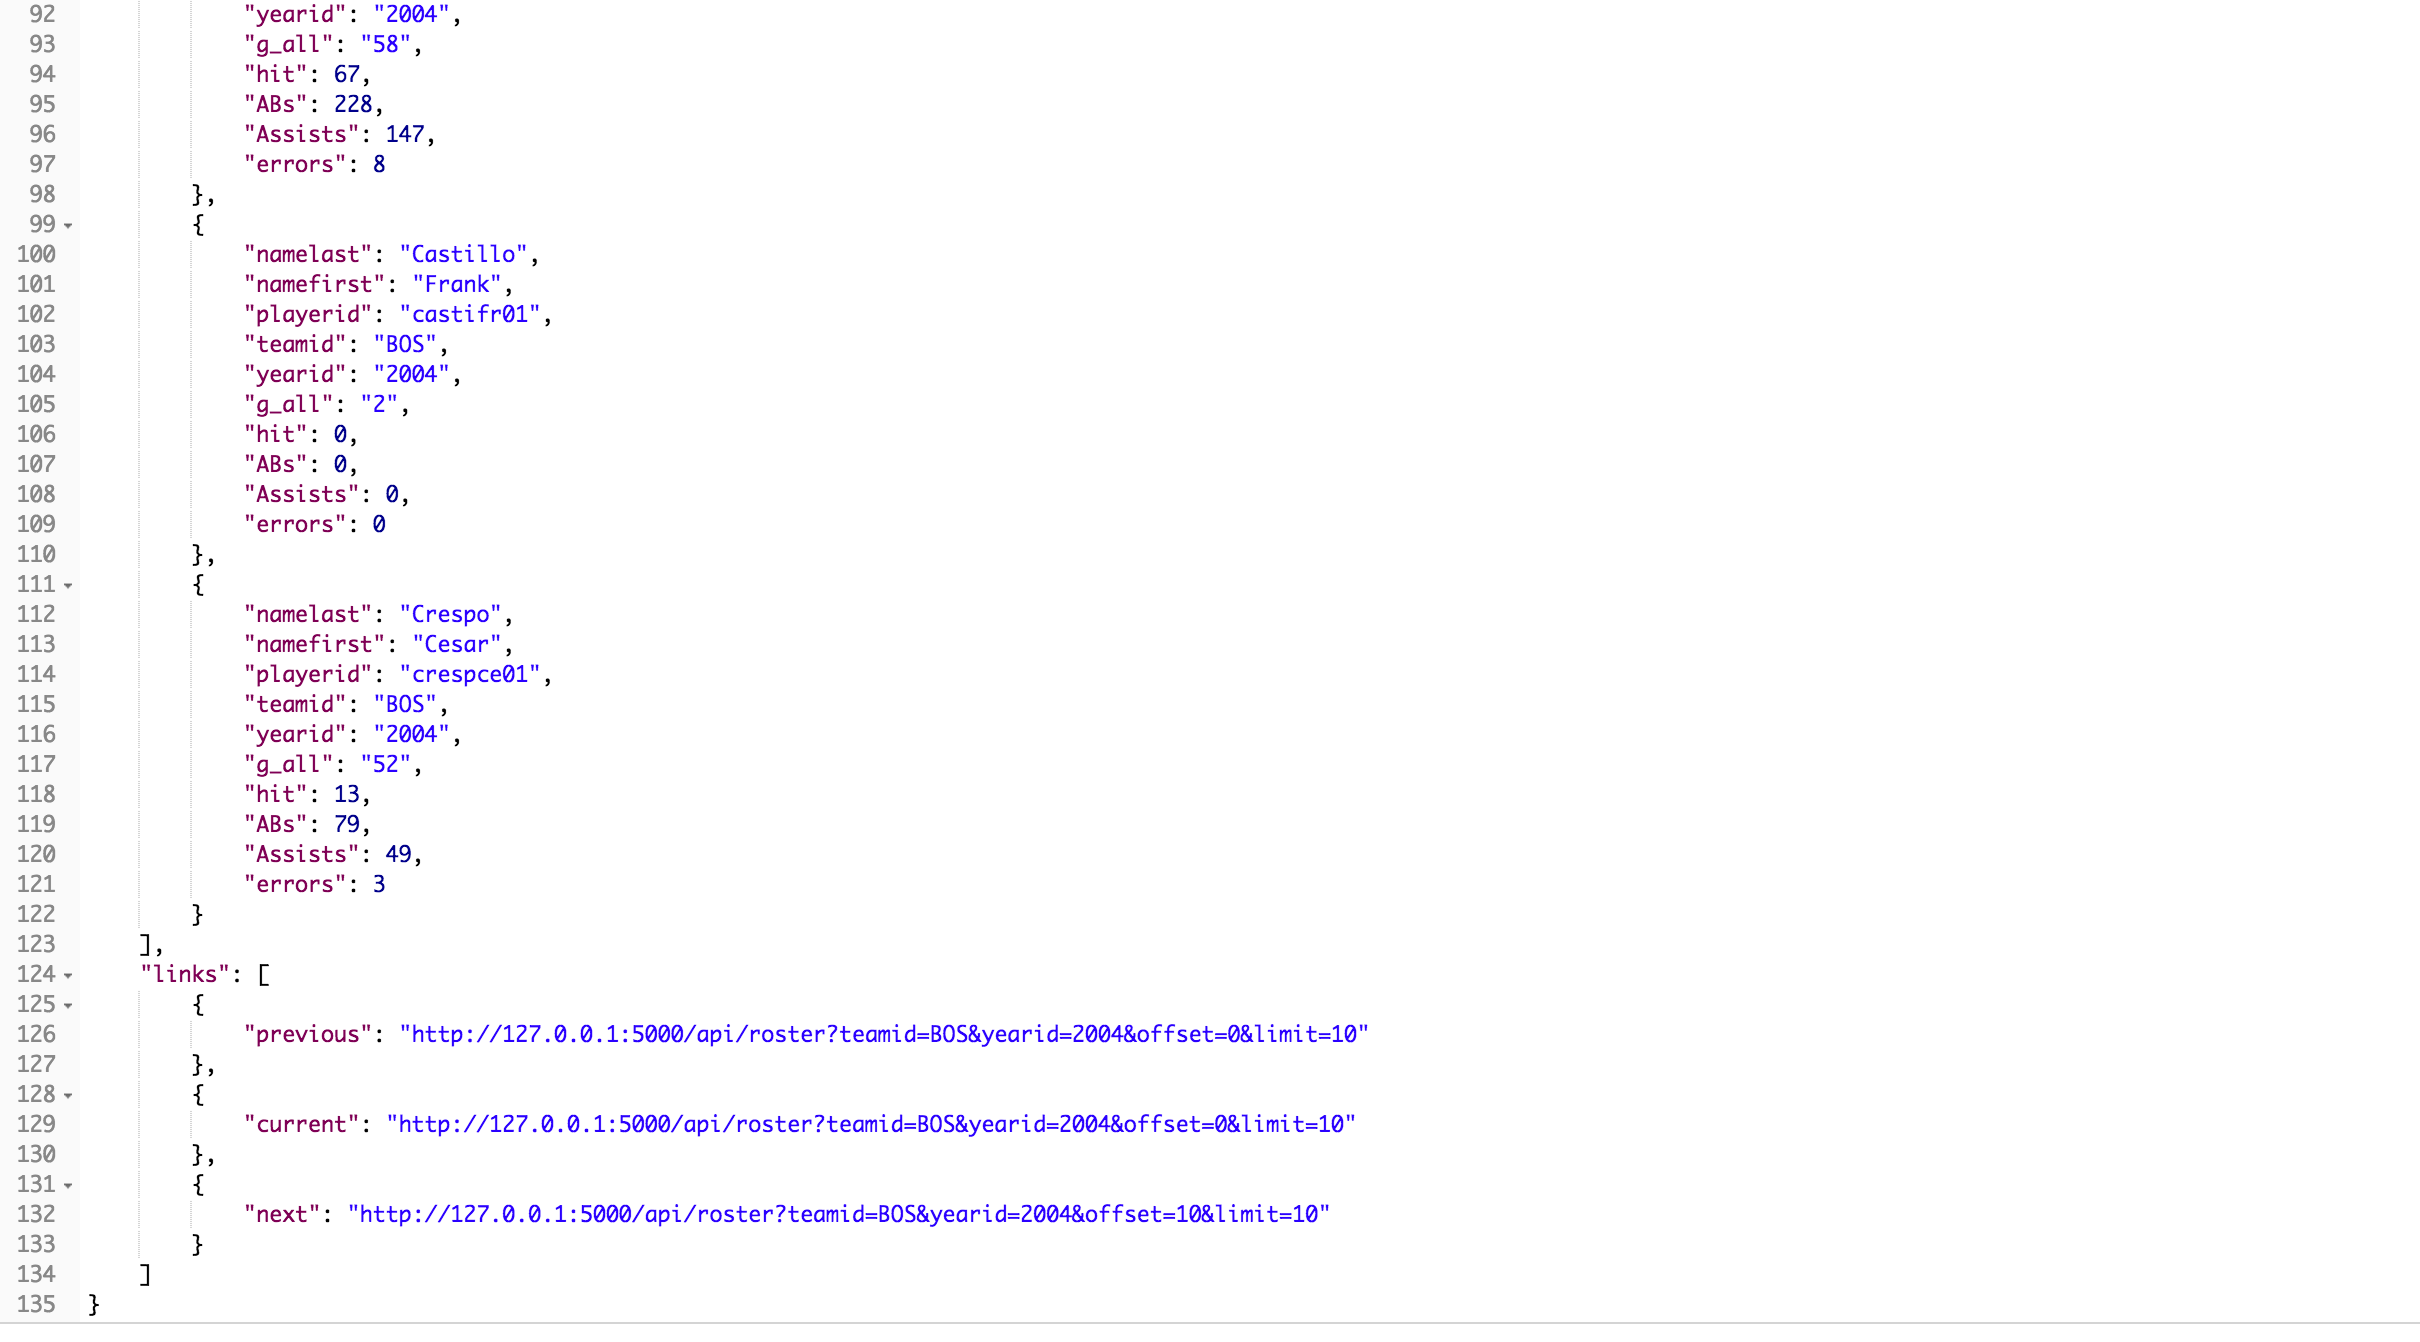 92 "yearid": "2004",
93 "g_all": "58",
94 "hit": 67,
95 "ABs": 228,
96 "Assists": 147,
97 "errors": 8
98 },
99 {
100 "namelast": "Castillo",
101 "namefirst": "Frank",
102 "playerid": "castifr01",
103 "teamid": "BOS",
104 "yearid": "2004",
105 "g_all": "2",
106 "hit": 0,
107 "ABs": 0,
108 "Assists": 0,
109 "errors": 0
110 },
111 {
112 "namelast": "Crespo",
113 "namefirst": "Cesar",
114 "playerid": "crespce01",
115 "teamid": "BOS",
116 "yearid": "2004",
117 "g_all": "52",
118 "hit": 13,
119 "ABs": 79,
120 "Assists": 49,
121 "errors": 3
122 }
123 ],
124 "links": [
125 {
126 "previous": "http://127.0.0.1:5000/api/roster?teamid=BOS&yearid=2004&offset=0&limit=10"
127 },
128 {
129 "current": "http://127.0.0.1:5000/api/roster?teamid=BOS&yearid=2004&offset=0&limit=10"
130 },
131 {
132 "next": "http://127.0.0.1:5000/api/roster?teamid=BOS&yearid=2004&offset=10&limit=10"
133 }
134 ]
135 }